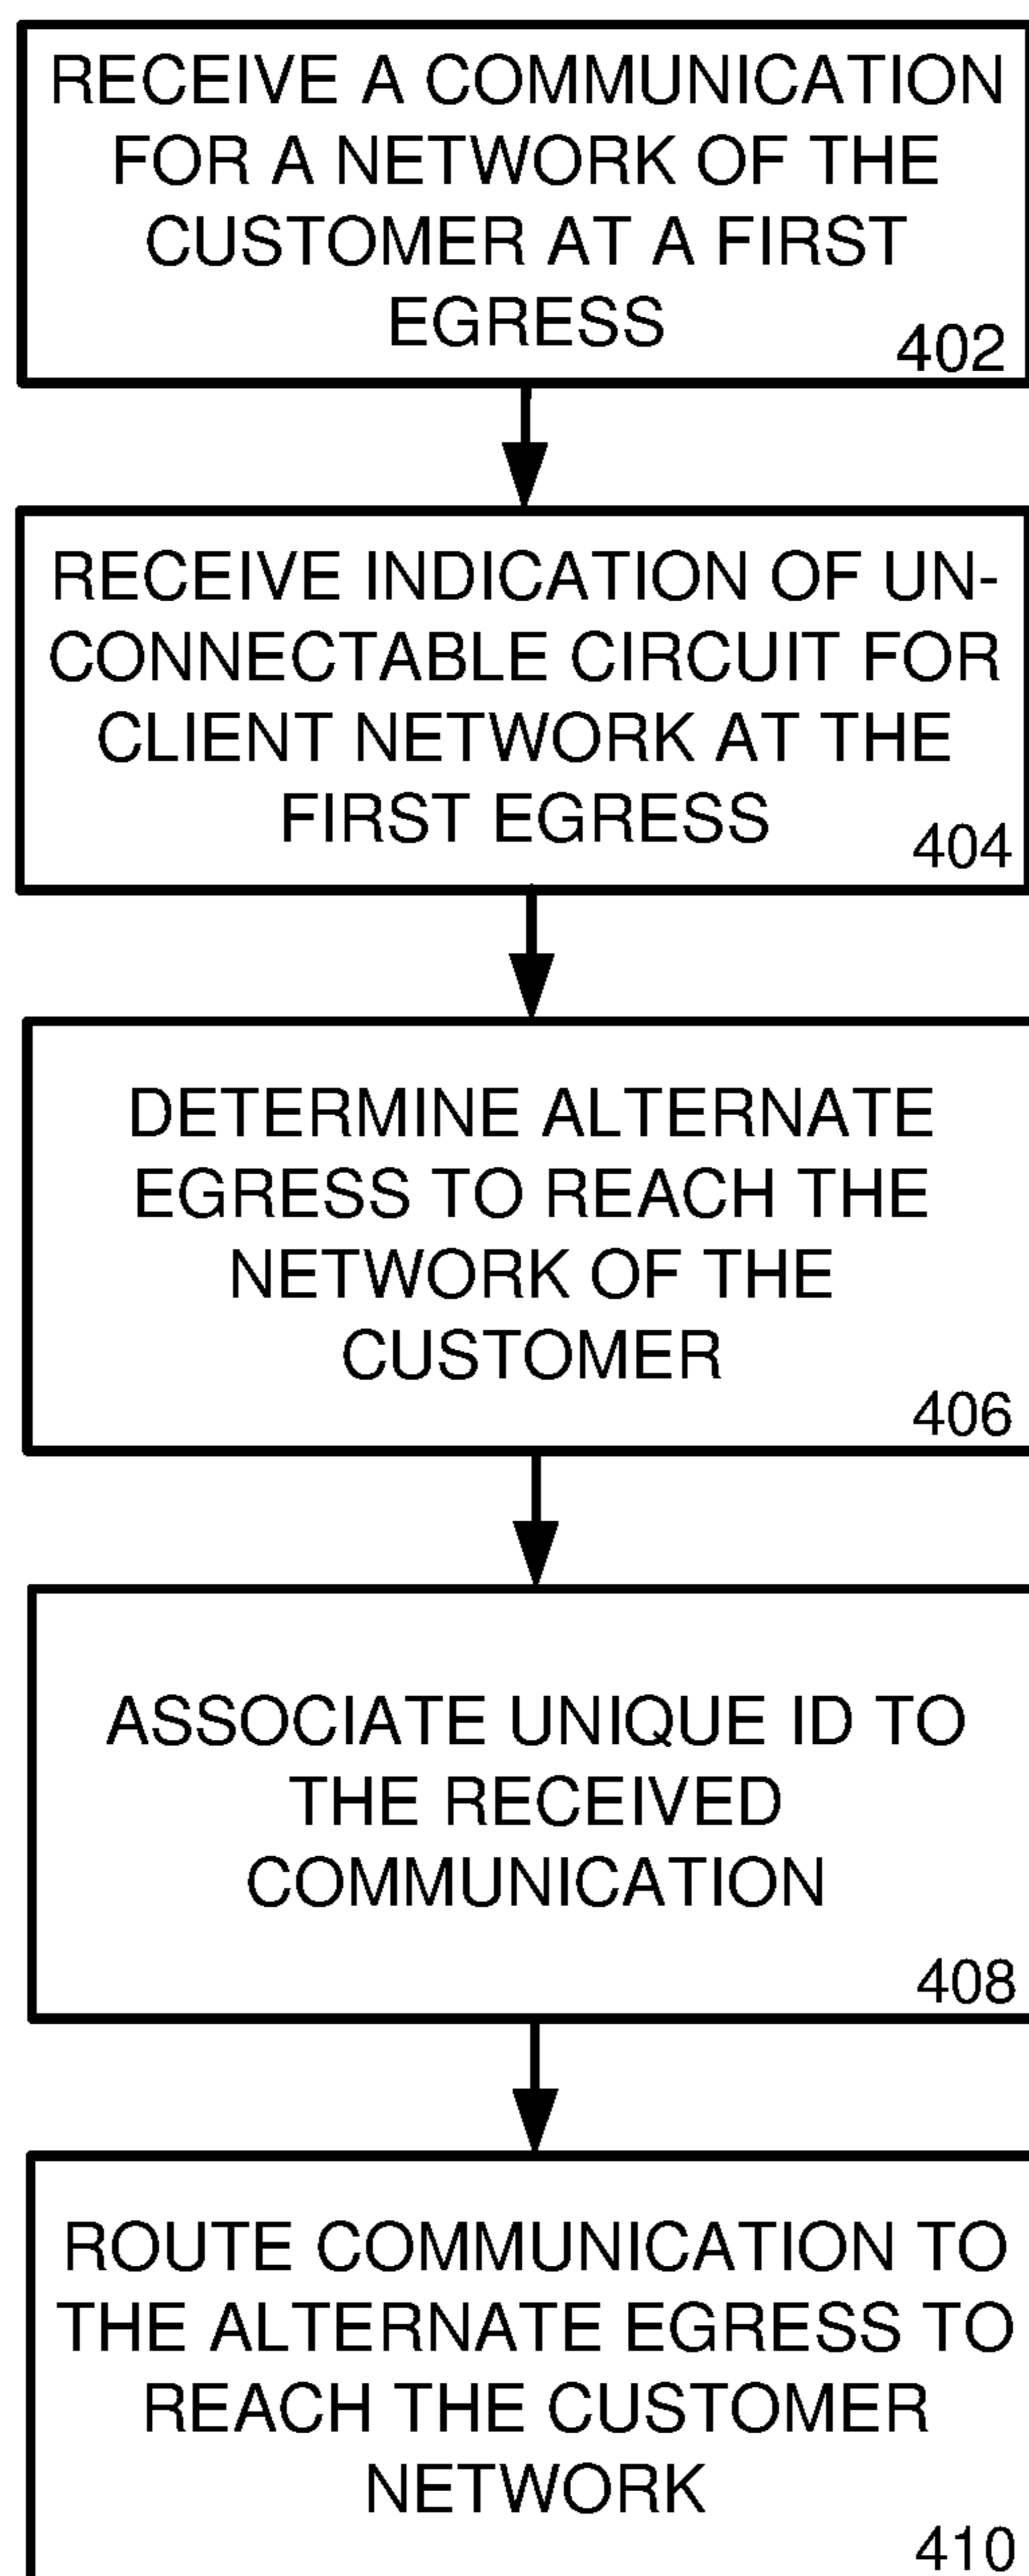 RECEIVE A COMMUNICATION
FOR A NETWORK OF THE
CUSTOMER AT A FIRST
EGRESS
402
RECEIVE INDICATION OF UN-
CONNECTABLE CIRCUIT FOR
CLIENT NETWORK AT THE
FIRST EGRESS
404
DETERMINE ALTERNATE
EGRESS TO REACH THE
NETWORK OF THE
CUSTOMER
406
ASSOCIATE UNIQUE ID TO
THE RECEIVED
COMMUNICATION
408
ROUTE COMMUNICATION TO
THE ALTERNATE EGRESS TO
REACH THE CUSTOMER
NETWORK
410